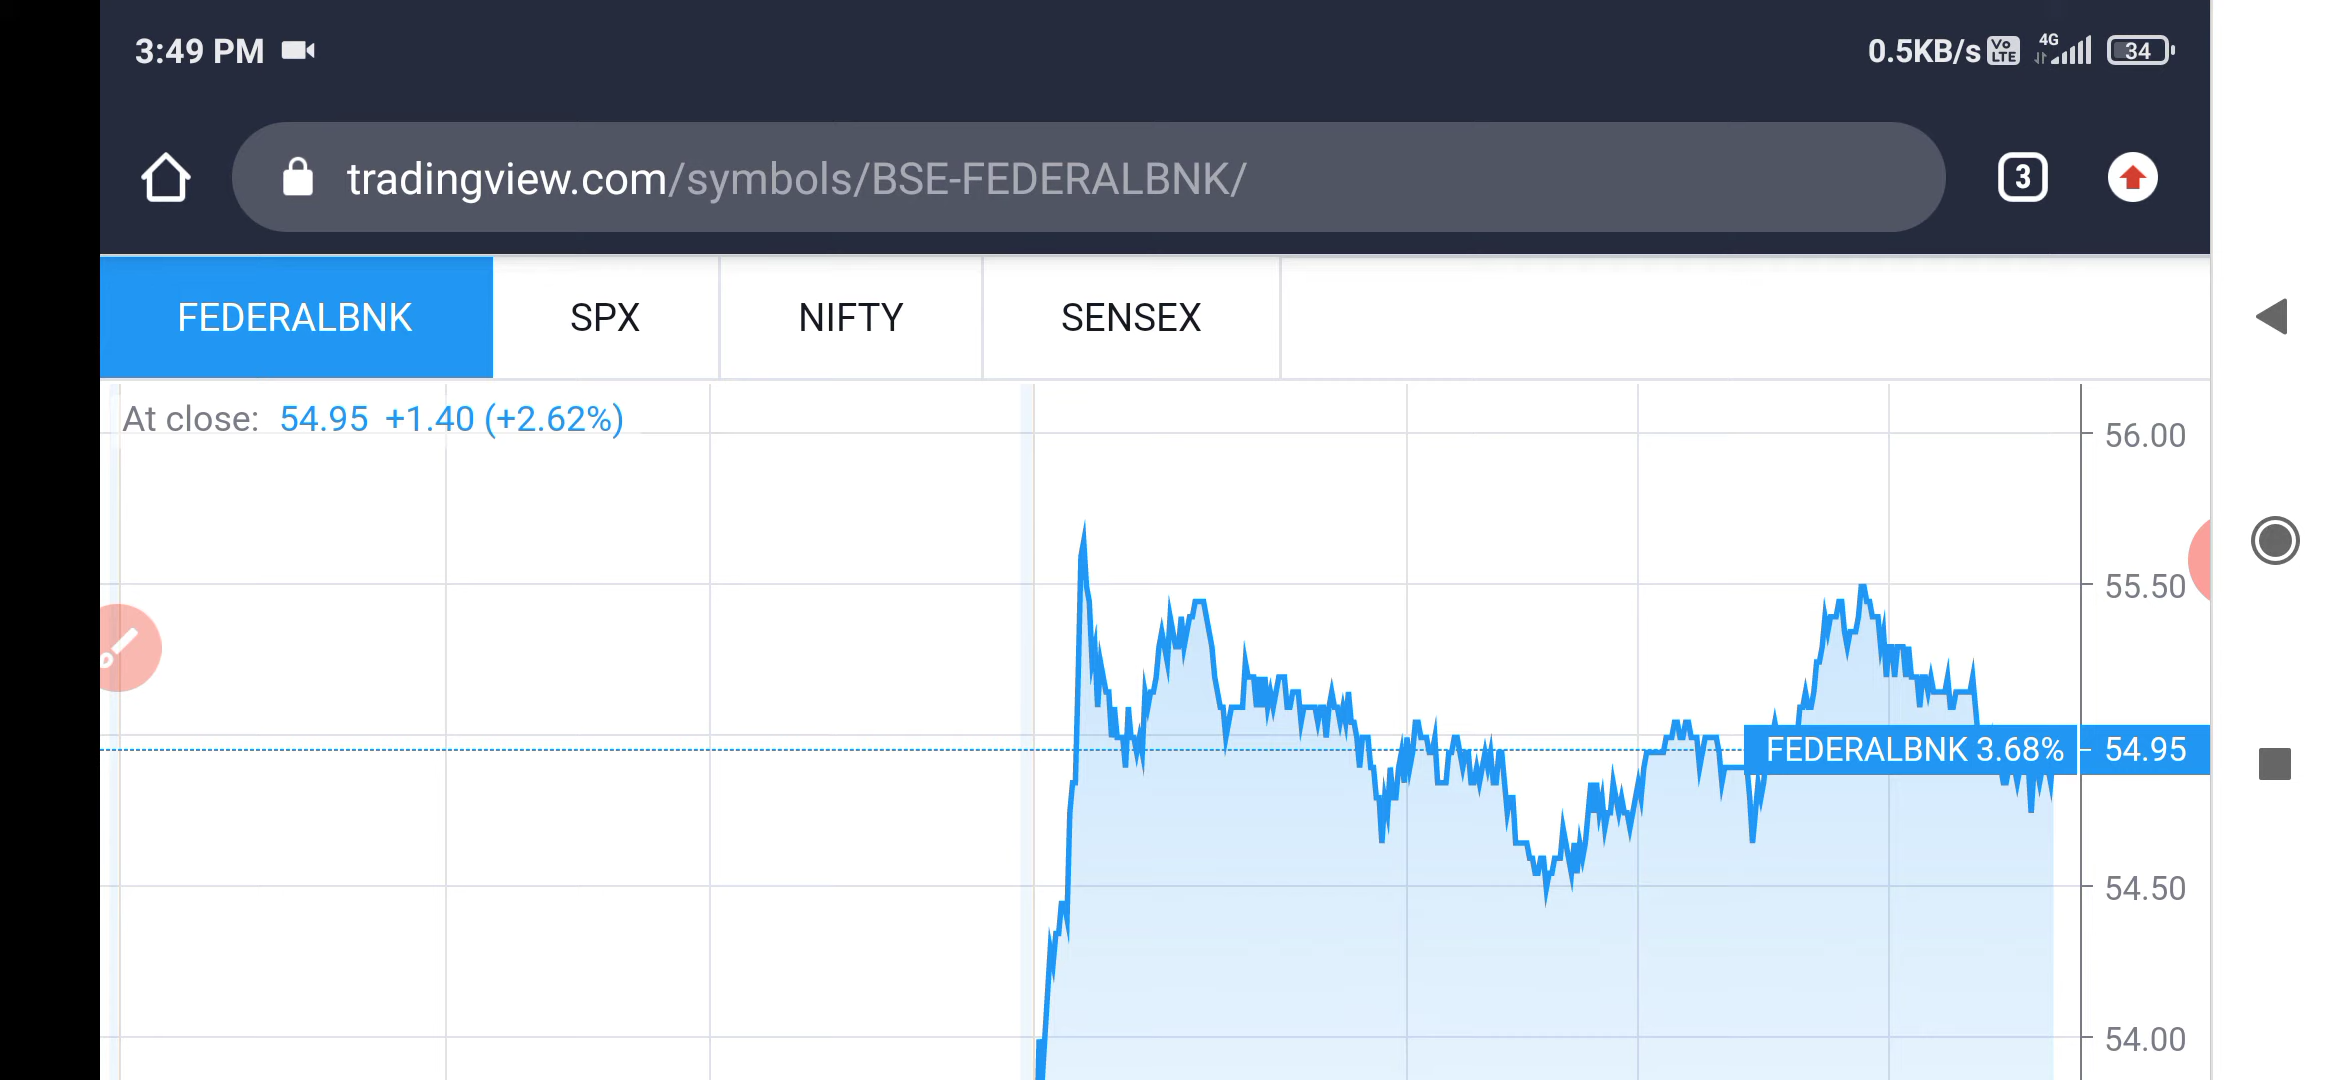 3:49 PM 0.5KB/s Vo LTE 4G 34
tradingview.com/symbols/BSE-FEDERALBNK/ 3
FEDERALBNK SPX NIFTY SENSEX
At close: 54.95 +1.40 (+2.62%)
56.00
55.50
FEDERALBNK 3.68% 54.95
54.50
54.00